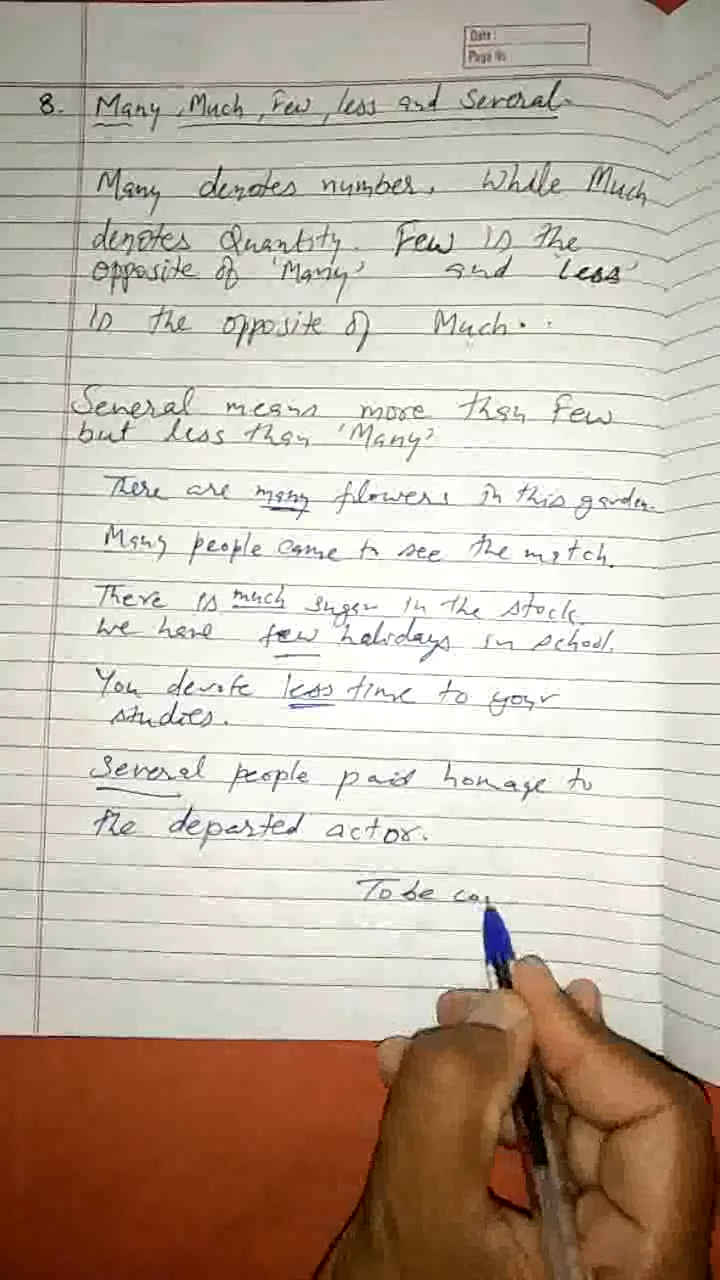 Date :
Page No
8. Many, Much, Few, less and Several.
Many denotes number, While Much
denotes Quantity. Few is the
opposite of 'Many' and 'less'
is the opposite of Much..
Several means more than Few
but less than 'Many'
There are many flowers in this garden.
Many people came to see the match.
There is much sugar in the stock.
We have few holidays in school.
You devote less time to your
studies.
Several people paid homage to
the departed actor.
To be co